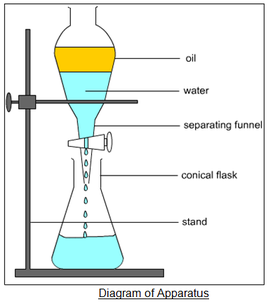 oil
water
separating funnel
conical flask
stand
Diagram of Apparatus